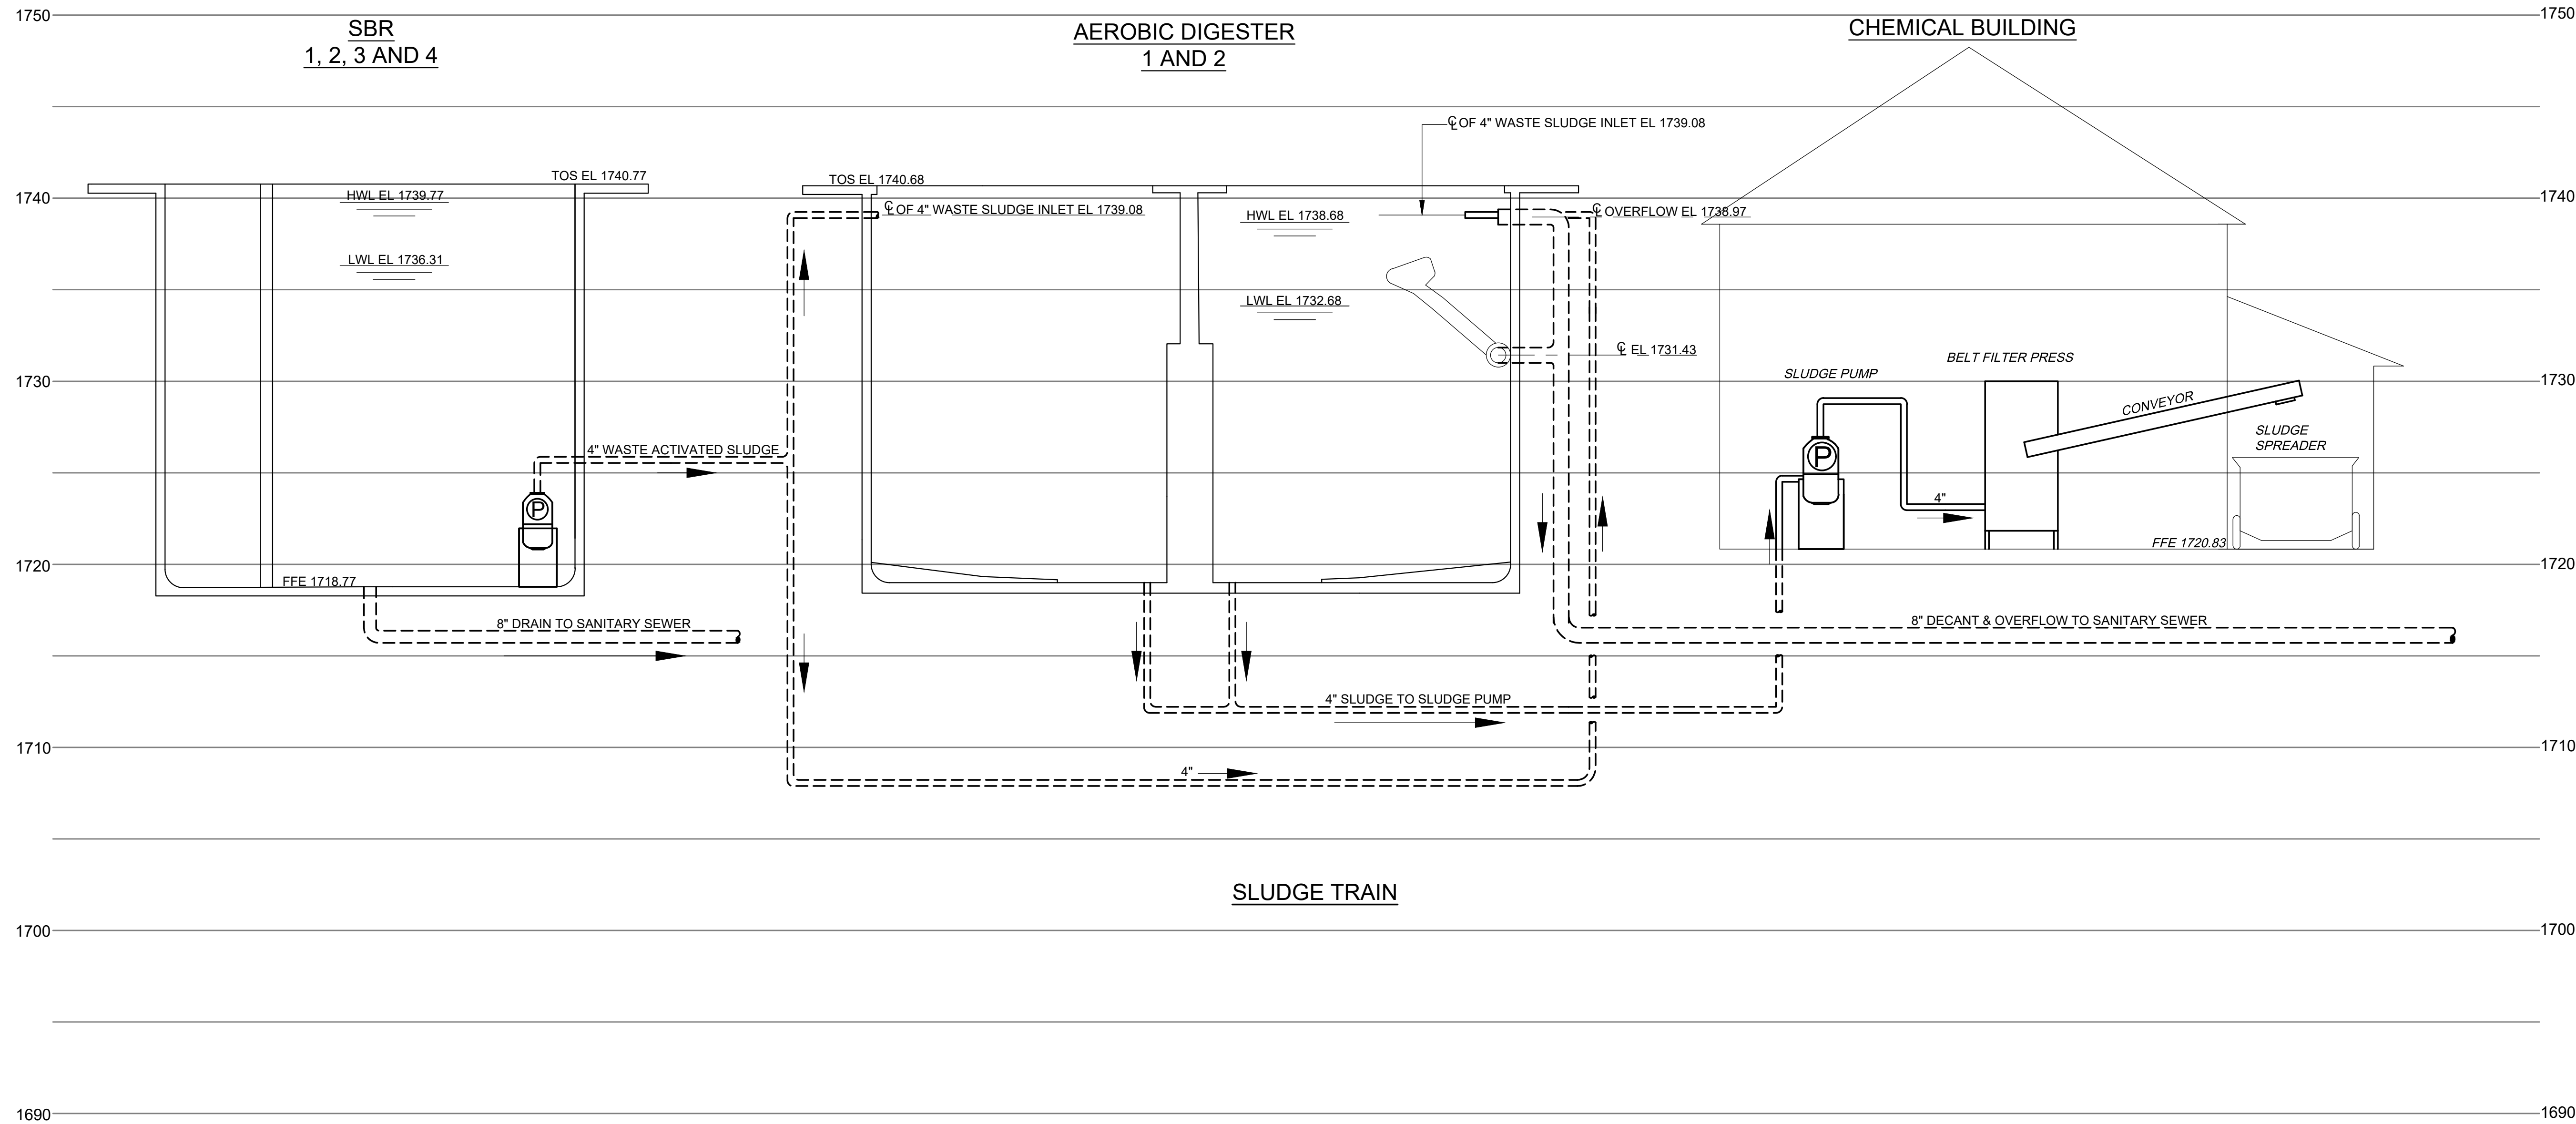 1750
1750
SBR
1, 2, 3 AND 4
AEROBIC DIGESTER
1 AND 2
CHEMICAL BUILDING
℄ OF 4" WASTE SLUDGE INLET EL 1739.08
TOS EL 1740.77
TOS EL 1740.68
1740
1740
HWL EL 1739.77
℄ OF 4" WASTE SLUDGE INLET EL 1739.08
HWL EL 1738.68
℄ OVERFLOW EL 1738.97
LWL EL 1736.31
LWL EL 1732.68
℄ EL 1731.43
BELT FILTER PRESS
SLUDGE PUMP
1730
1730
CONVEYOR
SLUDGE
SPREADER
4" WASTE ACTIVATED SLUDGE
P
P
4"
FFE 1720.83
1720
1720
FFE 1718.77
8" DRAIN TO SANITARY SEWER
8" DECANT & OVERFLOW TO SANITARY SEWER
4" SLUDGE TO SLUDGE PUMP
1710
1710
4"
SLUDGE TRAIN
1700
1700
1690
1690